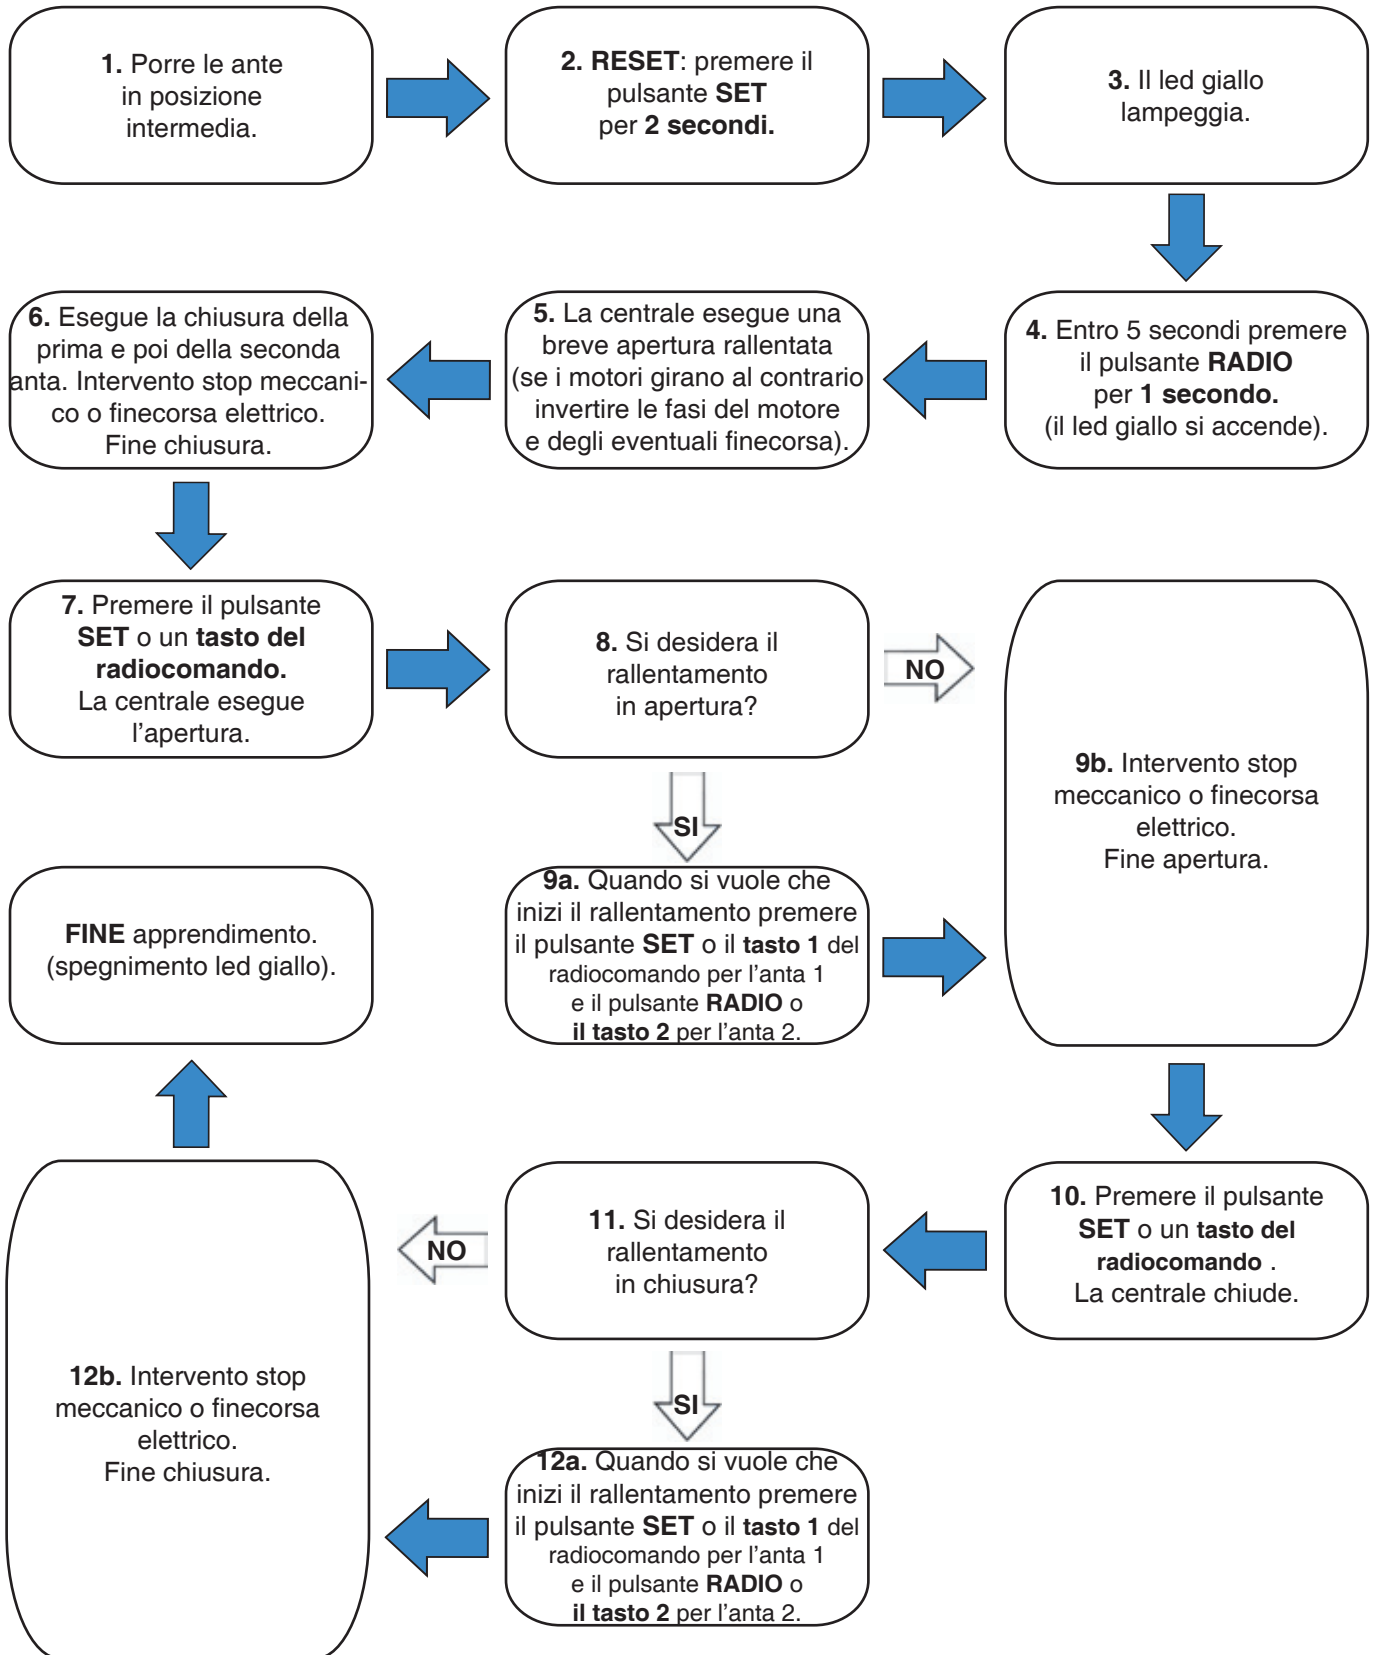 1. Porre le ante
in posizione
intermedia.
2. RESET: premere il
pulsante SET
per 2 secondi.
3. Il led giallo
lampeggia.
4. Entro 5 secondi premere
il pulsante RADIO
per 1 secondo.
(il led giallo si accende).
5. La centrale esegue una
breve apertura rallentata
(se i motori girano al contrario
invertire le fasi del motore
e degli eventuali finecorsa).
6. Esegue la chiusura della
prima e poi della seconda
anta. Intervento stop meccani-
co o finecorsa elettrico.
Fine chiusura.
7. Premere il pulsante
SET o un tasto del
radiocomando.
La centrale esegue
l’apertura.
8. Si desidera il
rallentamento
in apertura?
NO
SI
9a. Quando si vuole che
inizi il rallentamento premere
il pulsante SET o il tasto 1 del
radiocomando per l’anta 1
e il pulsante RADIO o
il tasto 2 per l’anta 2.
9b. Intervento stop
meccanico o finecorsa
elettrico.
Fine apertura.
10. Premere il pulsante
SET o un tasto del
radiocomando .
La centrale chiude.
11. Si desidera il
rallentamento
in chiusura?
NO
SI
12a. Quando si vuole che
inizi il rallentamento premere
il pulsante SET o il tasto 1 del
radiocomando per l’anta 1
e il pulsante RADIO o
il tasto 2 per l’anta 2.
12b. Intervento stop
meccanico o finecorsa
elettrico.
Fine chiusura.
FINE apprendimento.
(spegnimento led giallo).